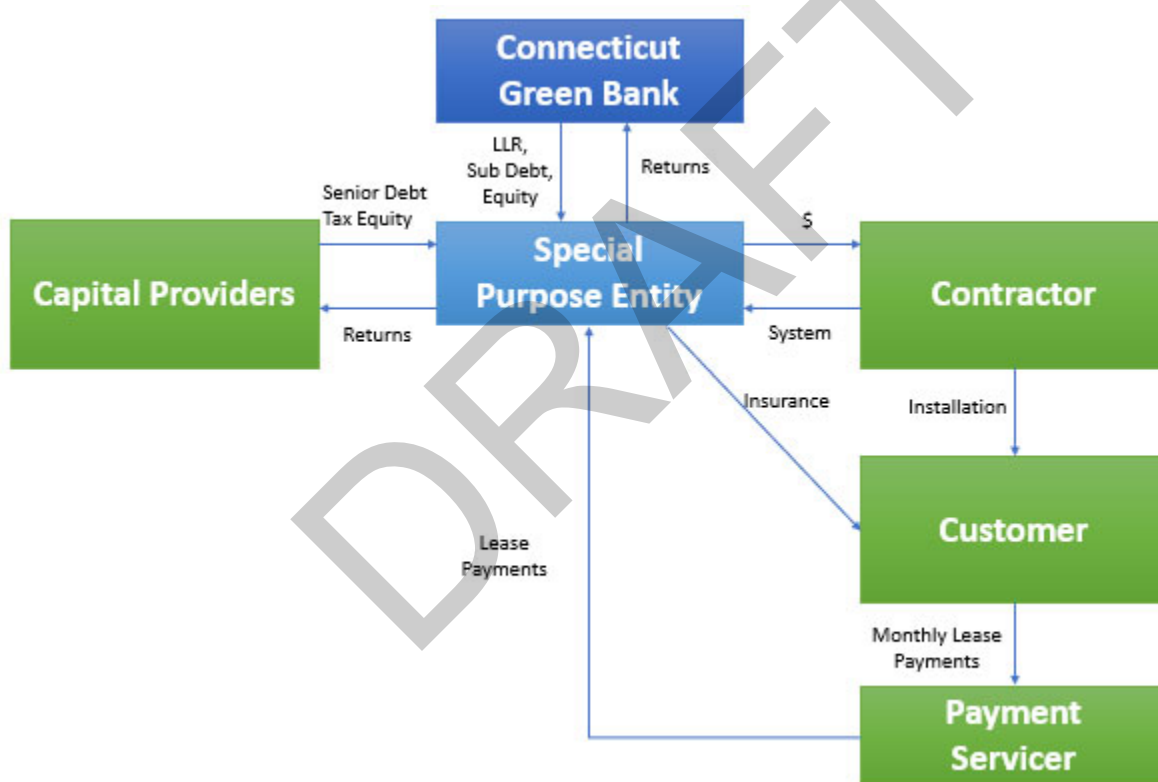 Connecticut
Green Bank
LLR,
Sub Debt,
Equity
Returns
Senior Debt
Tax Equity
$
Capital Providers
Special
Purpose Entity
Contractor
Returns
System
Insurance
Installation
Customer
Lease
Payments
Monthly Lease
Payments
Payment
Servicer
DRAFT